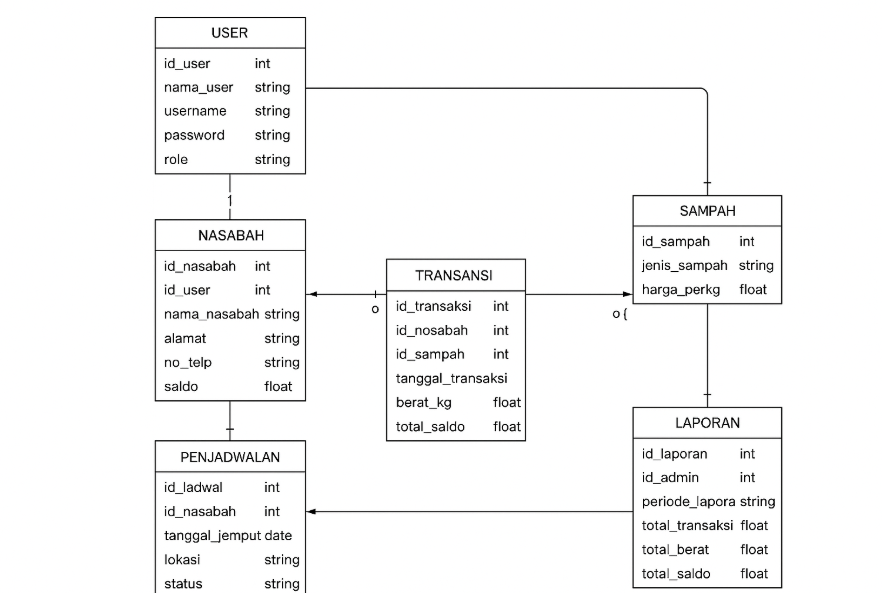 USER
id_user int
nama_user string
username string
password string
role string
1
NASABAH
id_nasabah int
id_user int
nama_nasabah string
alamat string
no_telp string
saldo float
TRANSANSI
id_transaksi int
id_nosabah int
id_sampah int
tanggal_transaksi
berat_kg float
total_saldo float
o
o {
SAMPAH
id_sampah int
jenis_sampah string
harga_perkg float
PENJADWALAN
id_ladwal int
id_nasabah int
tanggal_jemput date
lokasi string
status string
LAPORAN
id_laporan int
id_admin int
periode_lapora string
total_transaksi float
total_berat float
total_saldo float